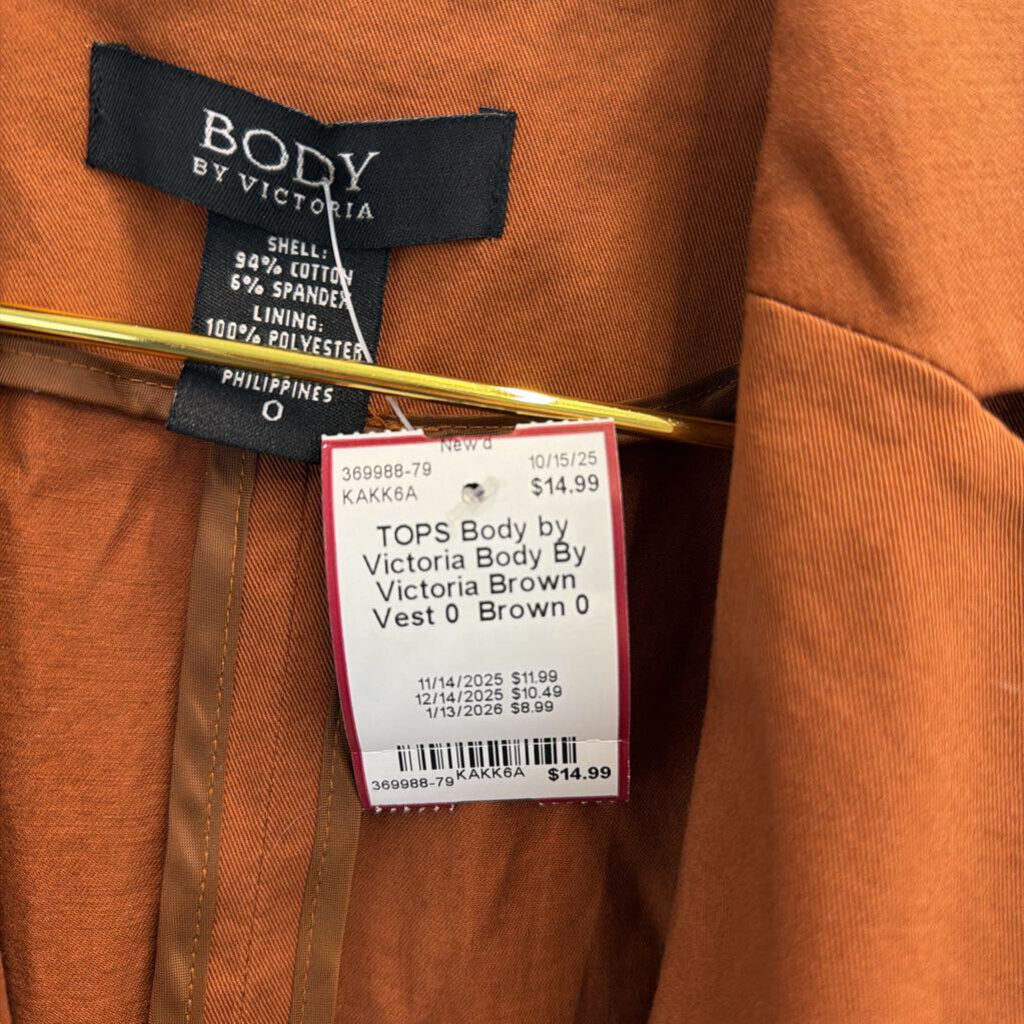 BODY
BY VICTORIA
SHELL:
94% COTTON
6% SPANDEX
LINING:
100% POLYESTER
PHILIPPINES
0
369988-79
10/15/25
KAKK6A
$14.99
TOPS Body by
Victoria Body By
Victoria Brown
Vest 0 Brown 0
11/14/2025 $11.99
12/14/2025 $10.49
1/13/2026 $8.99
369988-79 KAKK6A $14.99